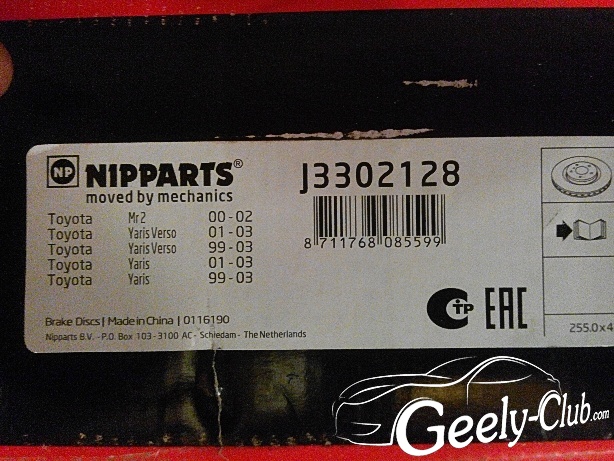 NP NIPPARTS®
moved by mechanics
J3302128
Toyota Mr2 00-02
Toyota Yaris Verso 01-03
Toyota Yaris Verso 99-03
Toyota Yaris 01-03
Toyota Yaris 99-03
8 711768 085599
Brake Discs | Made in China | 0116190
Nipparts B.V. - P.O. Box 103 - 3100 AC - Schiedam - The Netherlands
СТР EAC
255.0x4
Geely-Club.com